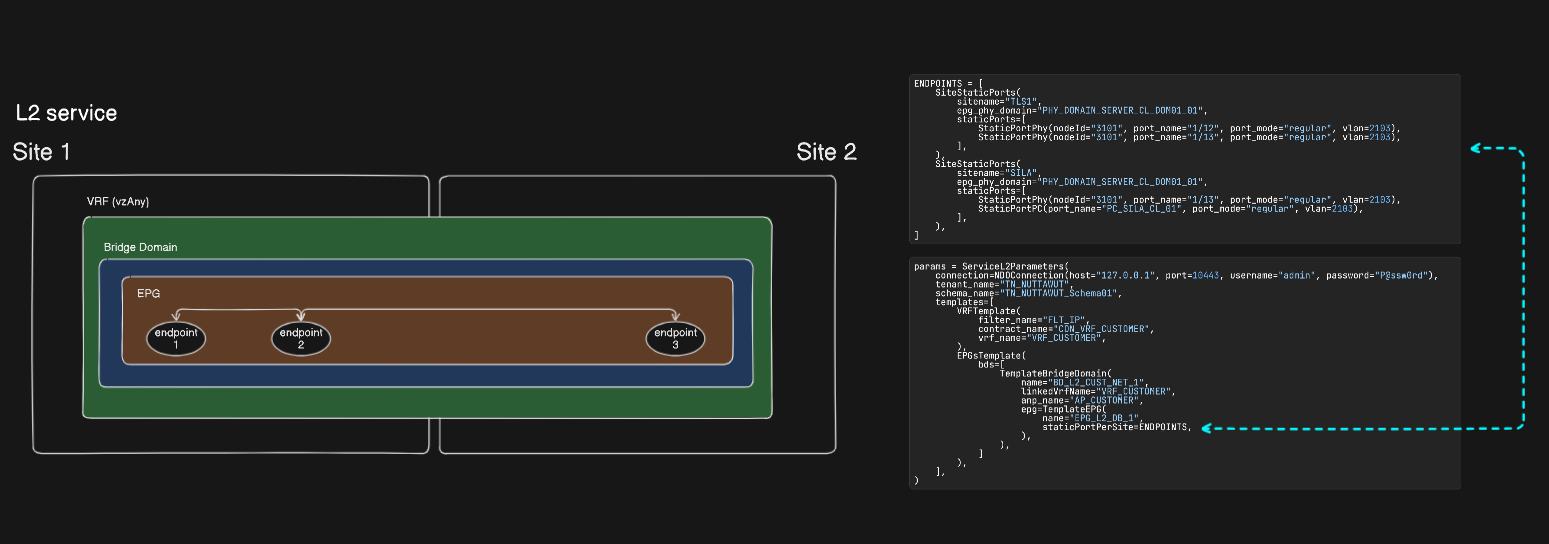 L2 service
Site 1
Site 2
VRF (vzAny)
Bridge Domain
EPG
endpoint
1
endpoint
2
endpoint
3
ENDPOINTS = [
    SiteStaticPorts(
        sitename="TLS1",
        epg_phy_domain="PHY_DOMAIN_SERVER_CL_DOM01_01",
        staticPorts=[
            StaticPortPhy(nodeId="3101", port_name="1/12", port_mode="regular", vlan=2103),
            StaticPortPhy(nodeId="3101", port_name="1/13", port_mode="regular", vlan=2103),
        ],
    ),
    SiteStaticPorts(
        sitename="SILA",
        epg_phy_domain="PHY_DOMAIN_SERVER_CL_DOM01_01",
        staticPorts=[
            StaticPortPhy(nodeId="3101", port_name="1/13", port_mode="regular", vlan=2103),
            StaticPortPC(port_name="PC_SILA_CL_01", port_mode="regular", vlan=2103),
        ],
    ),
]
params = ServiceL2Parameters(
    connection=NDOConnection(host="127.0.0.1", port=10443, username="admin", password="P@ssw0rd"),
    tenant_name="TN_NUTTAWUT",
    schema_name="TN_NUTTAWUT_Schema01",
    templates=[
        VRFTemplate(
            filter_name="FLT_IP",
            contract_name="CON_VRF_CUSTOMER",
            vrf_name="VRF_CUSTOMER",
        ),
        EPGsTemplate(
            bds=[
                TemplateBridgeDomain(
                    name="BD_L2_CUST_NET_1",
                    linkedVrfName="VRF_CUSTOMER",
                    anp_name="AP_CUSTOMER",
                    epg=TemplateEPG(
                        name="EPG_L2_DB_1",
                        staticPortPerSite=ENDPOINTS,
                    ),
                ),
            ]
        ),
    ],
)